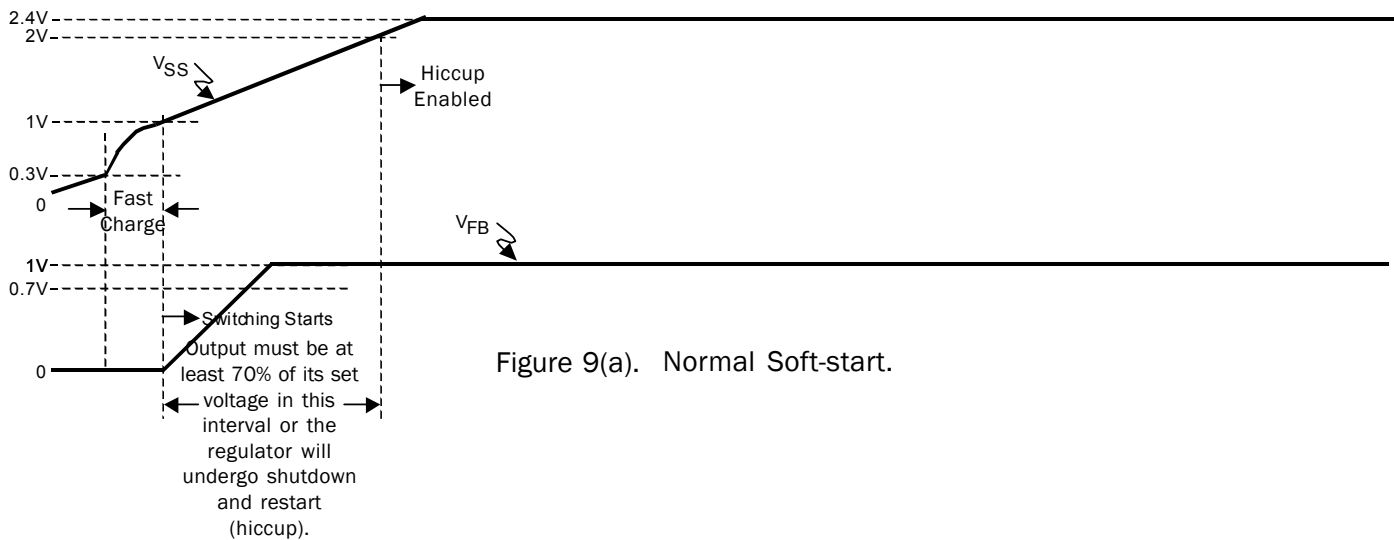 2.4V
2V
VSS
Hiccup
Enabled
1V
0.3V
0
Fast
Charge
VFB
1V
0.7V
Switching Starts
0
Output must be at
least 70% of its set
voltage in this
interval or the
regulator will
undergo shutdown
and restart
(hiccup).
Figure 9(a). Normal Soft-start.